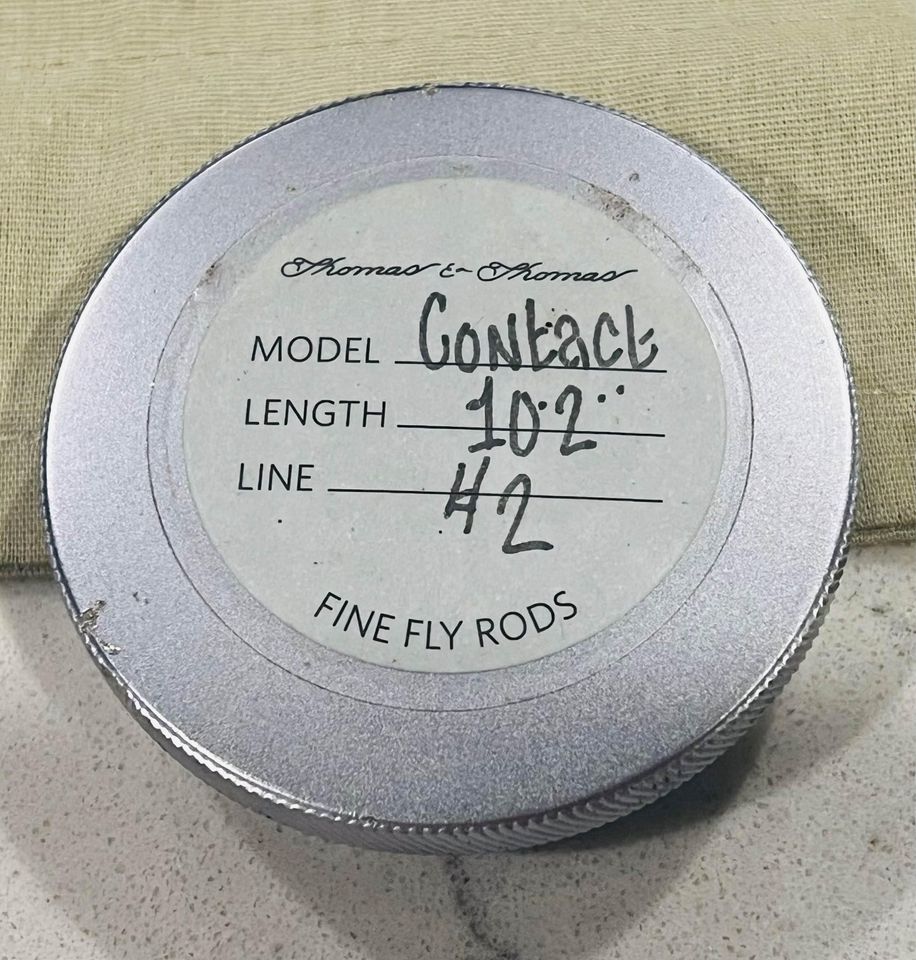 Thomas & Thomas
MODEL Contact
LENGTH 10'2"
LINE #2
FINE FLY RODS